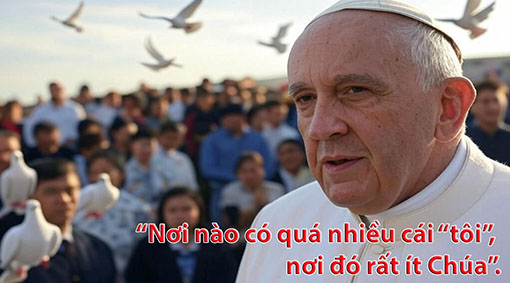 “Nơi nào có quá nhiều cái “tôi”,
nơi đó rất ít Chúa”.